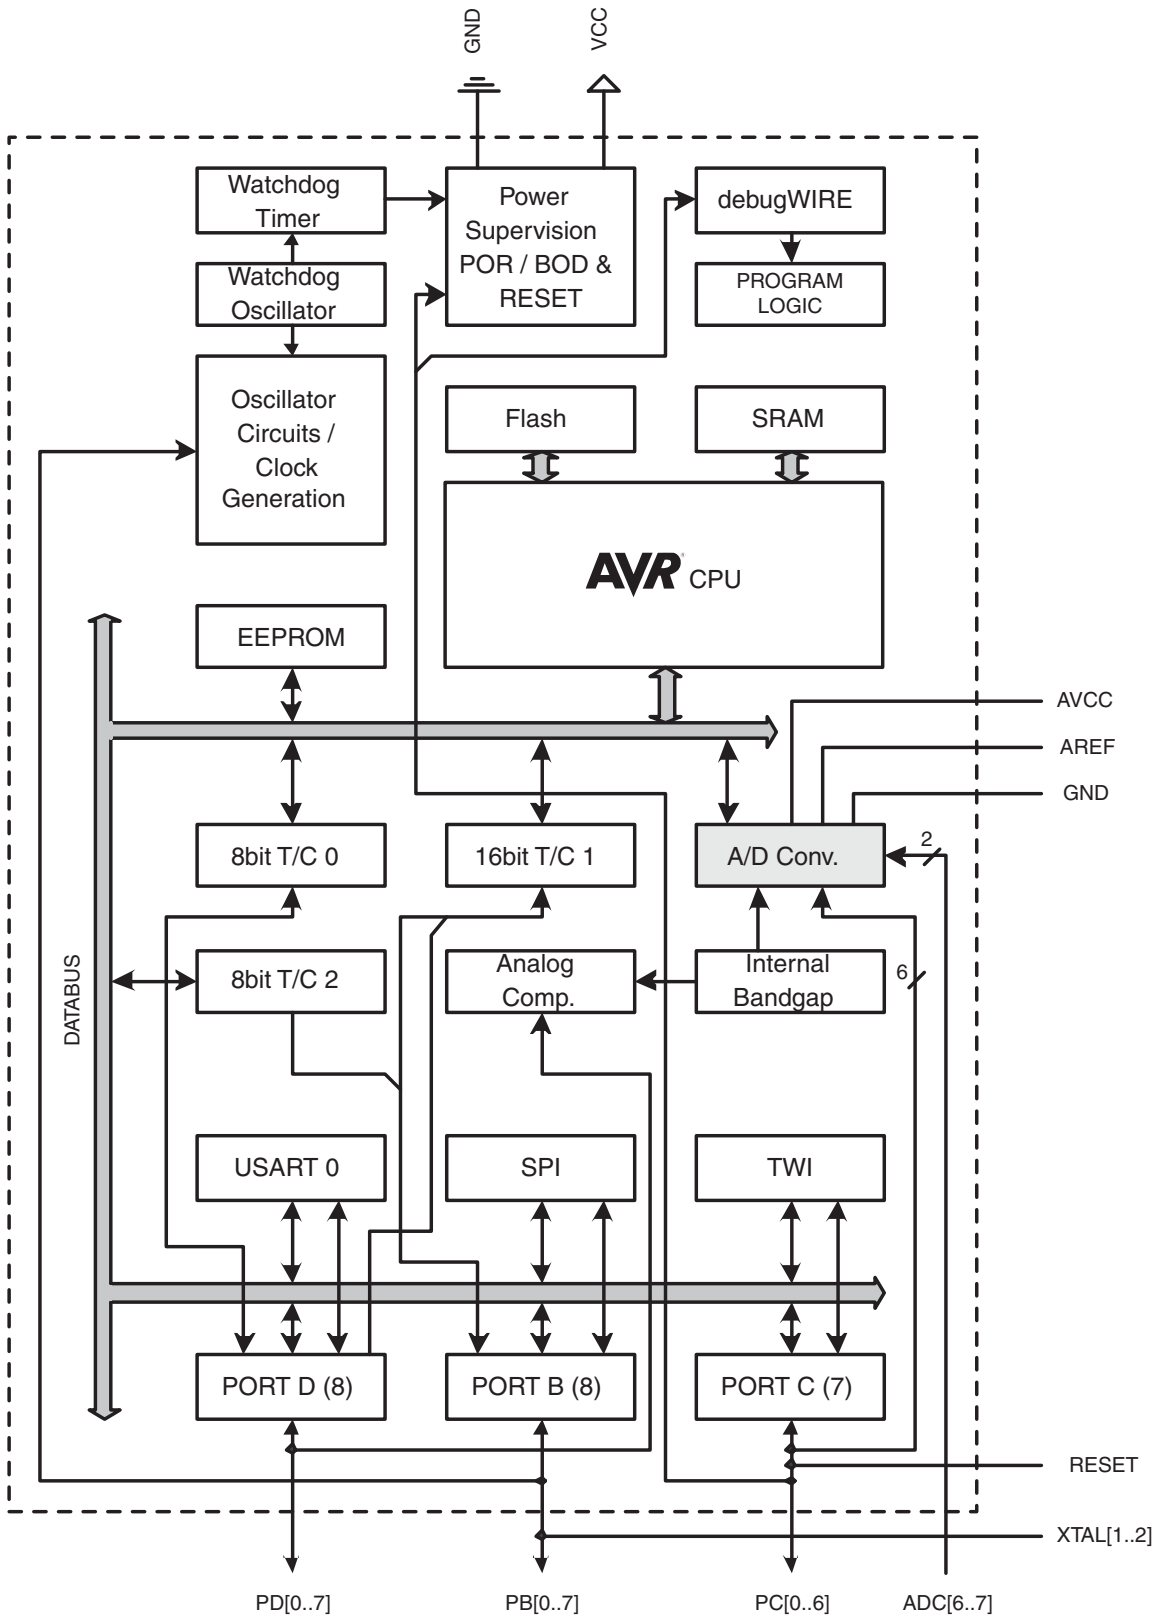 GND
VCC
Watchdog
Timer
Power
Supervision
POR / BOD &
RESET
debugWIRE
Watchdog
Oscillator
PROGRAM
LOGIC
Oscillator
Circuits /
Clock
Generation
Flash
SRAM
AVR CPU
EEPROM
AVCC
AREF
GND
8bit T/C 0
16bit T/C 1
A/D Conv.
2
DATABUS
8bit T/C 2
Analog
Comp.
Internal
Bandgap
6
USART 0
SPI
TWI
PORT D (8)
PORT B (8)
PORT C (7)
RESET
XTAL[1..2]
PD[0..7]
PB[0..7]
PC[0..6]
ADC[6..7]